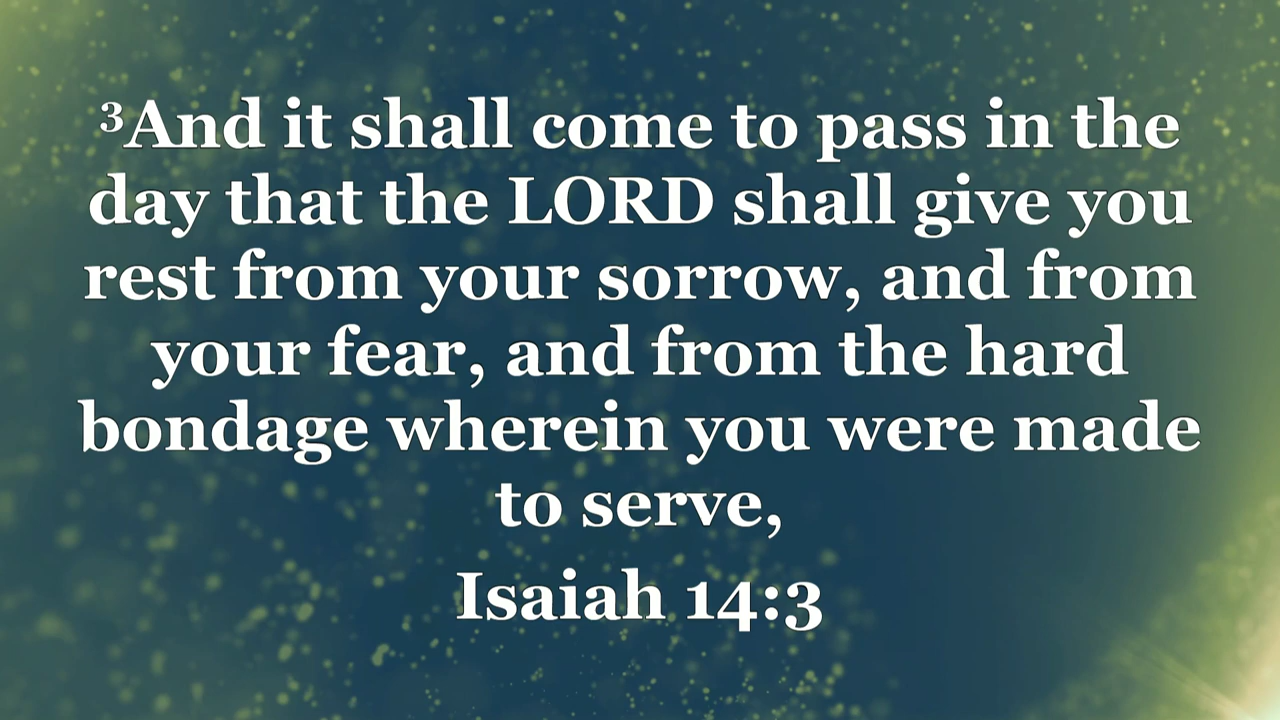 ³And it shall come to pass in the
day that the LORD shall give you
rest from your sorrow, and from
your fear, and from the hard
bondage wherein you were made
to serve,
Isaiah 14:3